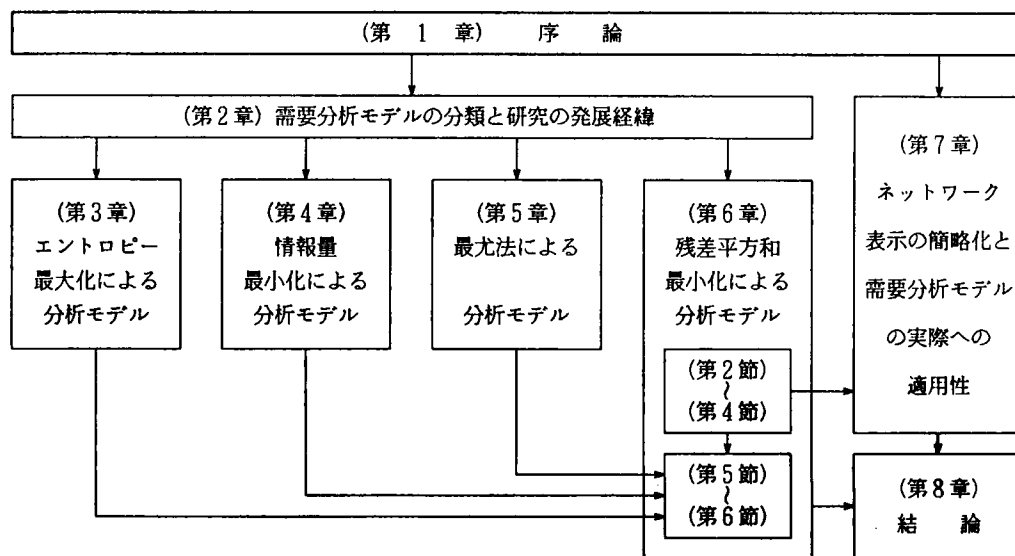 (第 1 章) 序 論
(第2章) 需要分析モデルの分類と研究の発展経緯
(第3章)
エントロピー
最大化による
分析モデル
(第4章)
情報量
最小化による
分析モデル
(第5章)
最尤法による
分析モデル
(第6章)
残差平方和
最小化による
分析モデル
(第2節)
~
(第4節)
(第5節)
~
(第6節)
(第7章)
ネットワーク
表示の簡略化と
需要分析モデル
の実際への
適用性
(第8章)
結 論